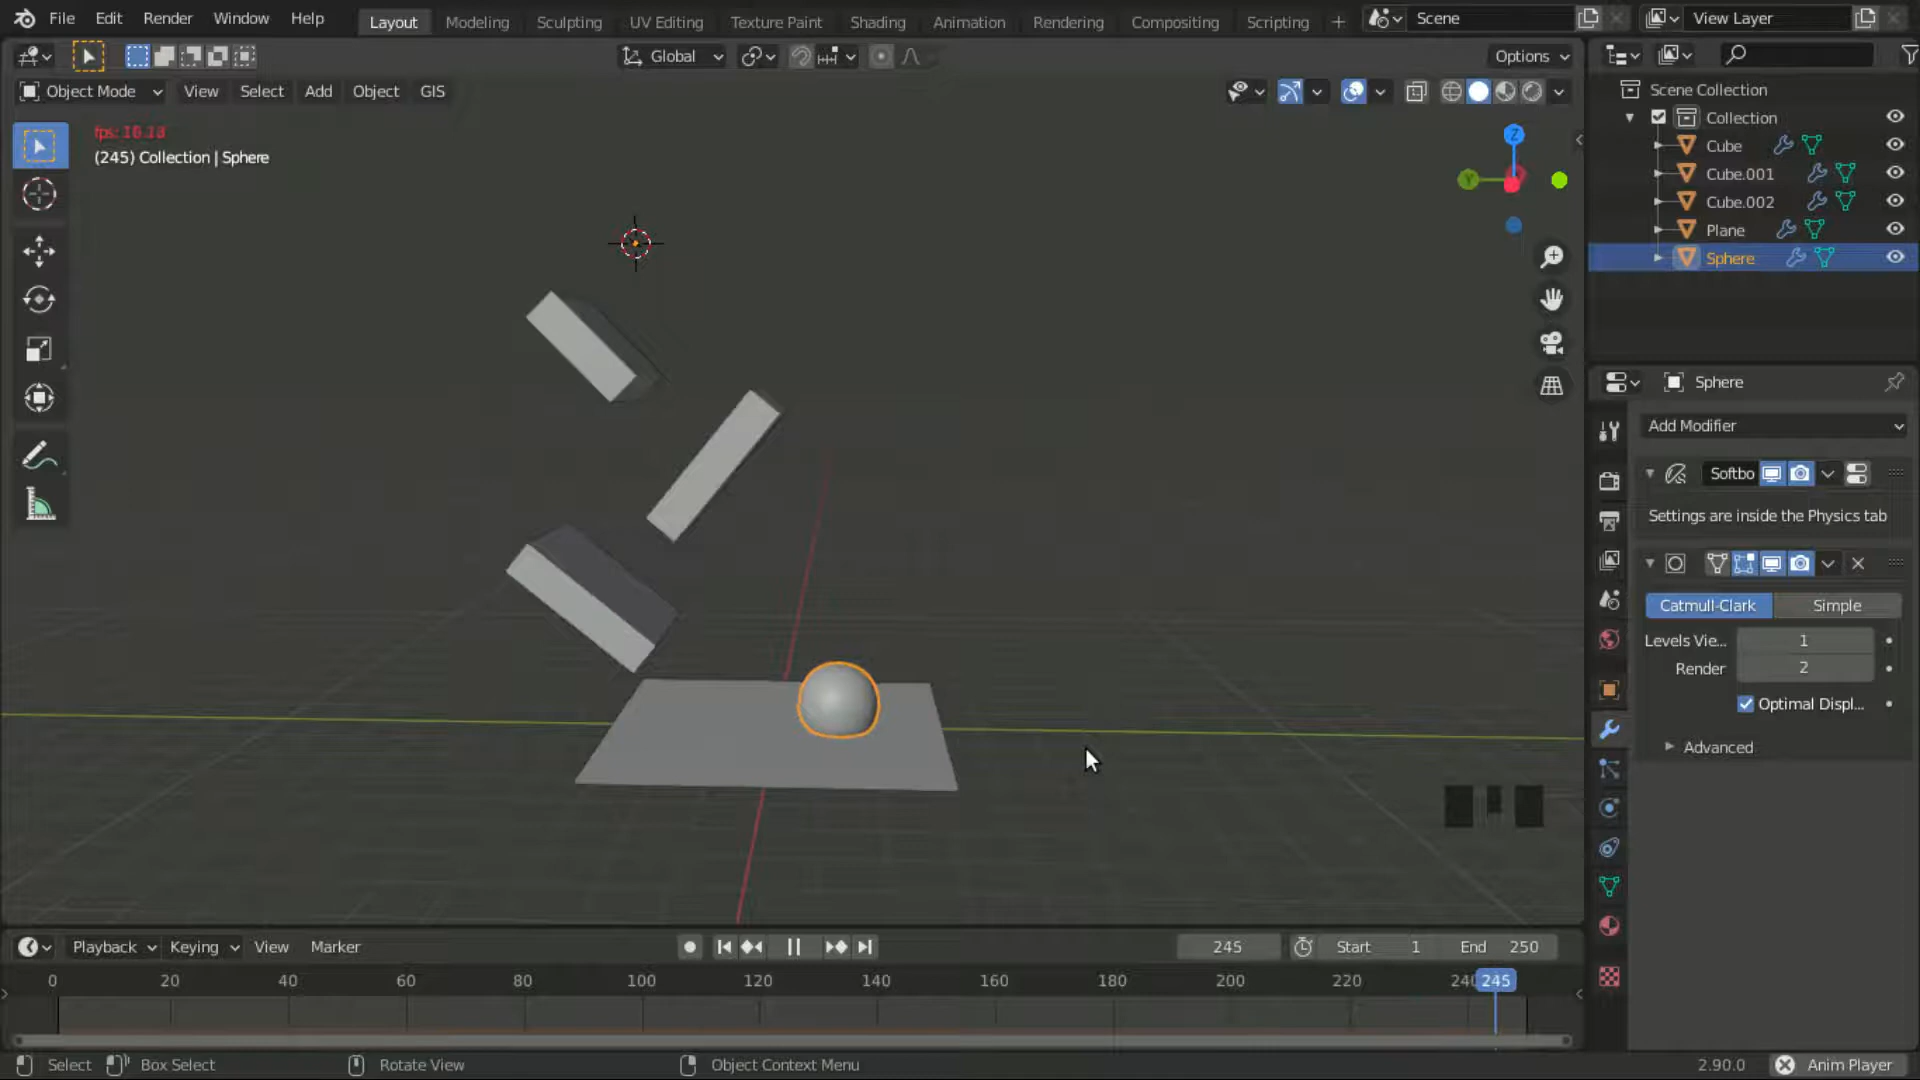 File Edit Render Window Help Layout Modeling Sculpting UV Editing Texture Paint Shading Animation Rendering Compositing Scripting + Scene View Layer
Global Options
Object Mode View Select Add Object GIS
fps: 10.18
(245) Collection | Sphere
Z
Y
Scene Collection
Collection
Cube
Cube.001
Cube.002
Plane
Sphere
Sphere
Add Modifier
Softbo
Settings are inside the Physics tab
Catmull-Clark Simple
Levels Vie... 1
Render 2
Optimal Displ...
Advanced
Playback Keying View Marker 245 Start 1 End 250
0 20 40 60 80 100 120 140 160 180 200 220 240 245
Select Box Select Rotate View Object Context Menu 2.90.0 Anim Player